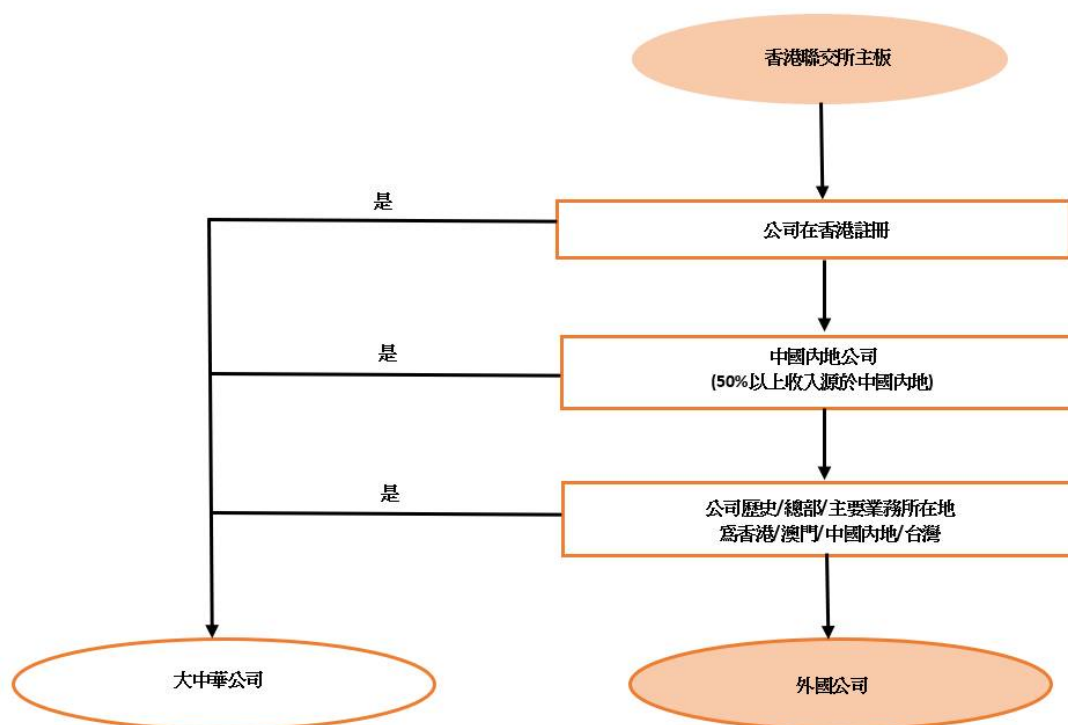 香港聯交所主板
是
公司在香港註冊
是
中國內地公司
(50%以上收入源於中國內地)
是
公司歷史/總部/主要業務所在地
為香港/澳門/中國內地/台灣
大中華公司
外國公司